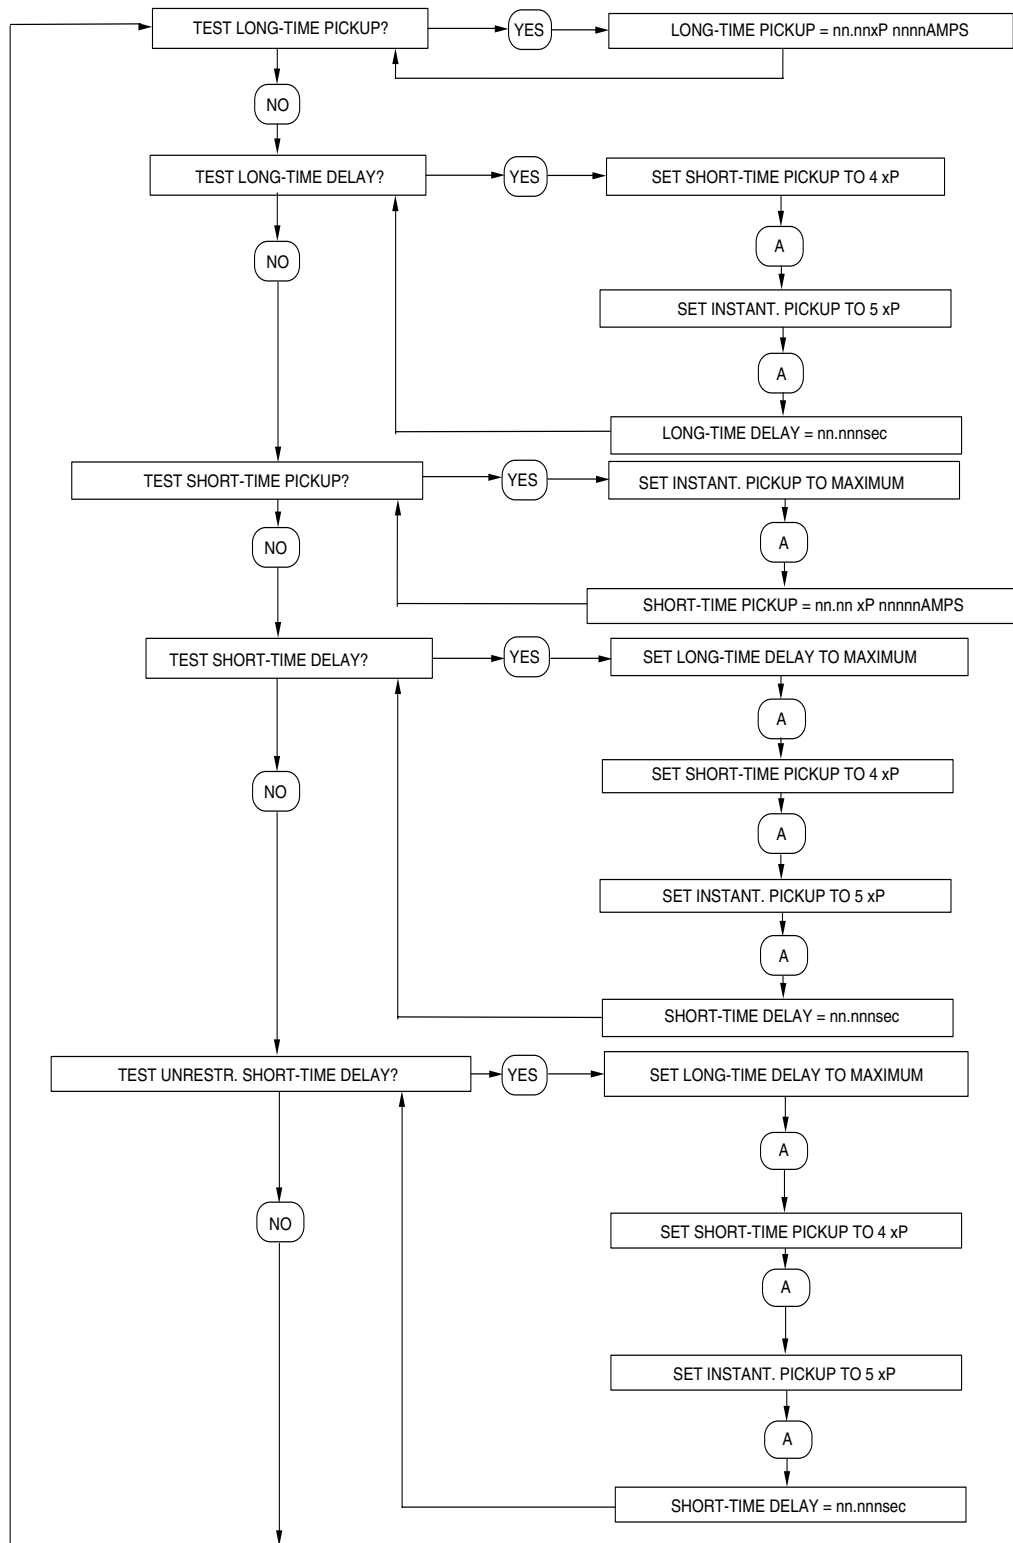 TEST LONG-TIME PICKUP?
YES
LONG-TIME PICKUP = nn.nnxP nnnnAMPS
NO
TEST LONG-TIME DELAY?
YES
SET SHORT-TIME PICKUP TO 4 xP
NO
A
SET INSTANT. PICKUP TO 5 xP
A
LONG-TIME DELAY = nn.nnnsec
TEST SHORT-TIME PICKUP?
YES
SET INSTANT. PICKUP TO MAXIMUM
NO
A
SHORT-TIME PICKUP = nn.nn xP nnnnnAMPS
TEST SHORT-TIME DELAY?
YES
SET LONG-TIME DELAY TO MAXIMUM
A
SET SHORT-TIME PICKUP TO 4 xP
NO
A
SET INSTANT. PICKUP TO 5 xP
A
SHORT-TIME DELAY = nn.nnnsec
TEST UNRESTR. SHORT-TIME DELAY?
YES
SET LONG-TIME DELAY TO MAXIMUM
A
NO
SET SHORT-TIME PICKUP TO 4 xP
A
SET INSTANT. PICKUP TO 5 xP
A
SHORT-TIME DELAY = nn.nnnsec